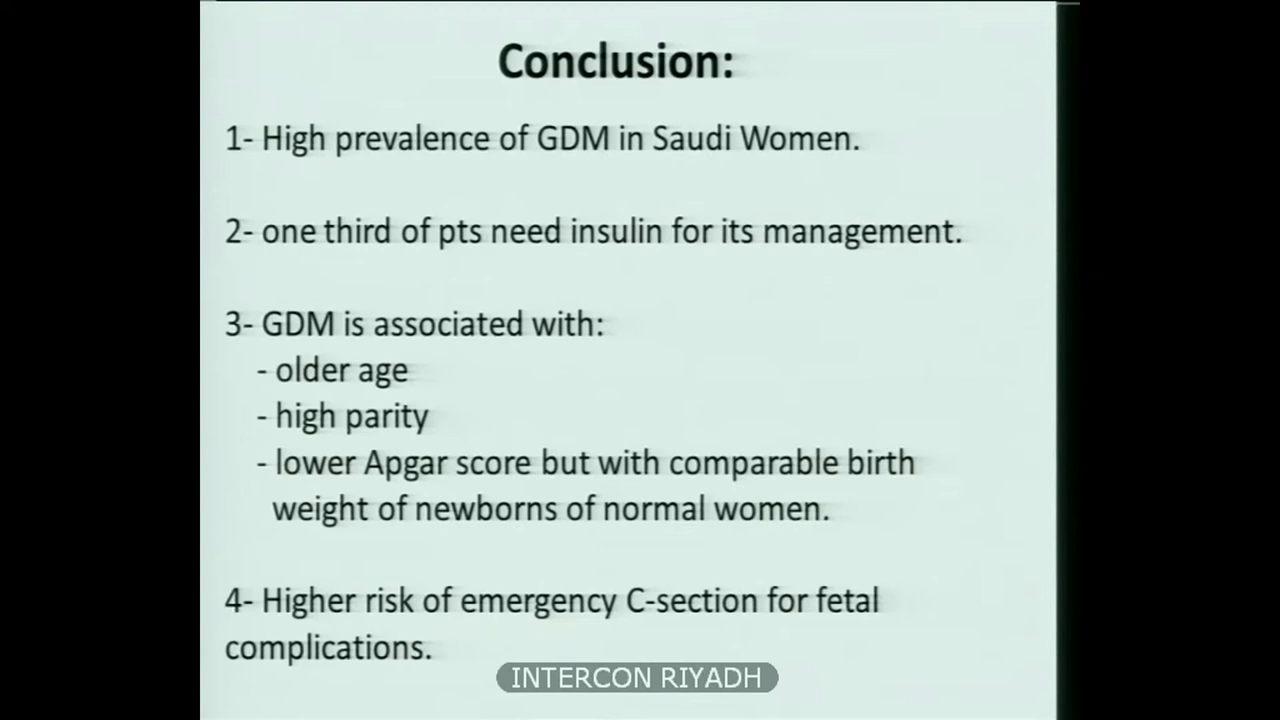 Conclusion:
1- High prevalence of GDM in Saudi Women.
2- one third of pts need insulin for its management.
3- GDM is associated with:
- older age
- high parity
- lower Apgar score but with comparable birth
weight of newborns of normal women.
4- Higher risk of emergency C-section for fetal
complications.
INTERCON RIYADH